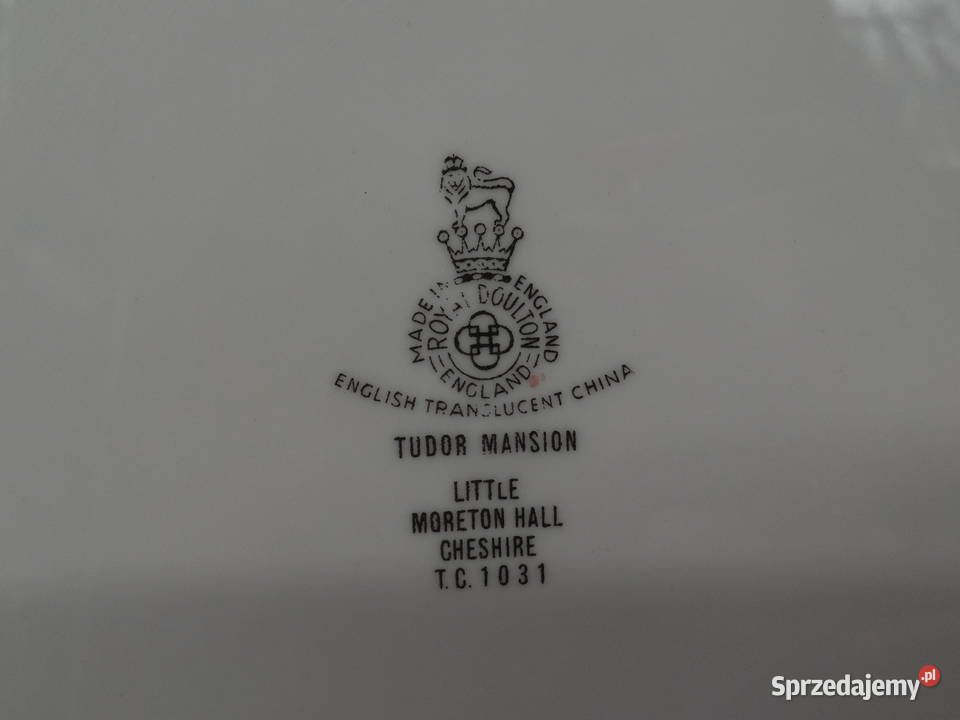 MADE IN ENGLAND
ROYAL DOULTON
ENGLAND
ENGLISH TRANSLUCENT CHINA
TUDOR MANSION
LITTLE
MORETON HALL
CHESHIRE
T.C.1031
Sprzedajemy.pl